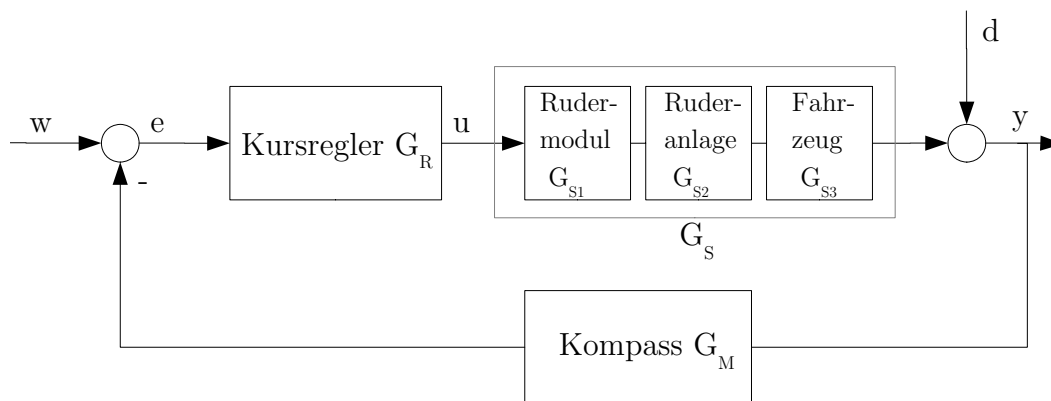 d
w
e
Kursregler G_R
u
Ruder-
modul
G_S1
Ruder
anlage
G_S2
Fahr-
zeug
G_S3
y
-
G_S
Kompass G_M